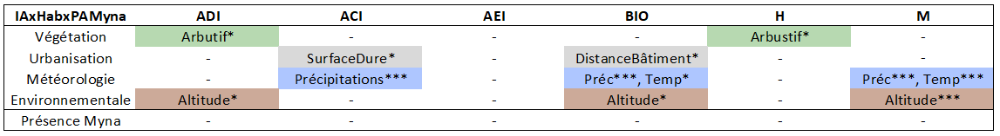 IAxHabxPAMyna ADI ACI AEI BIO H M
Végétation Arbutif* - - - Arbustif* -
Urbanisation - SurfaceDure* - DistanceBâtiment* - -
Météorologie - Précipitations*** - Préc***, Temp* - Préc***, Temp***
Environnementale Altitude* - - Altitude* - Altitude***
Présence Myna - - - - - -